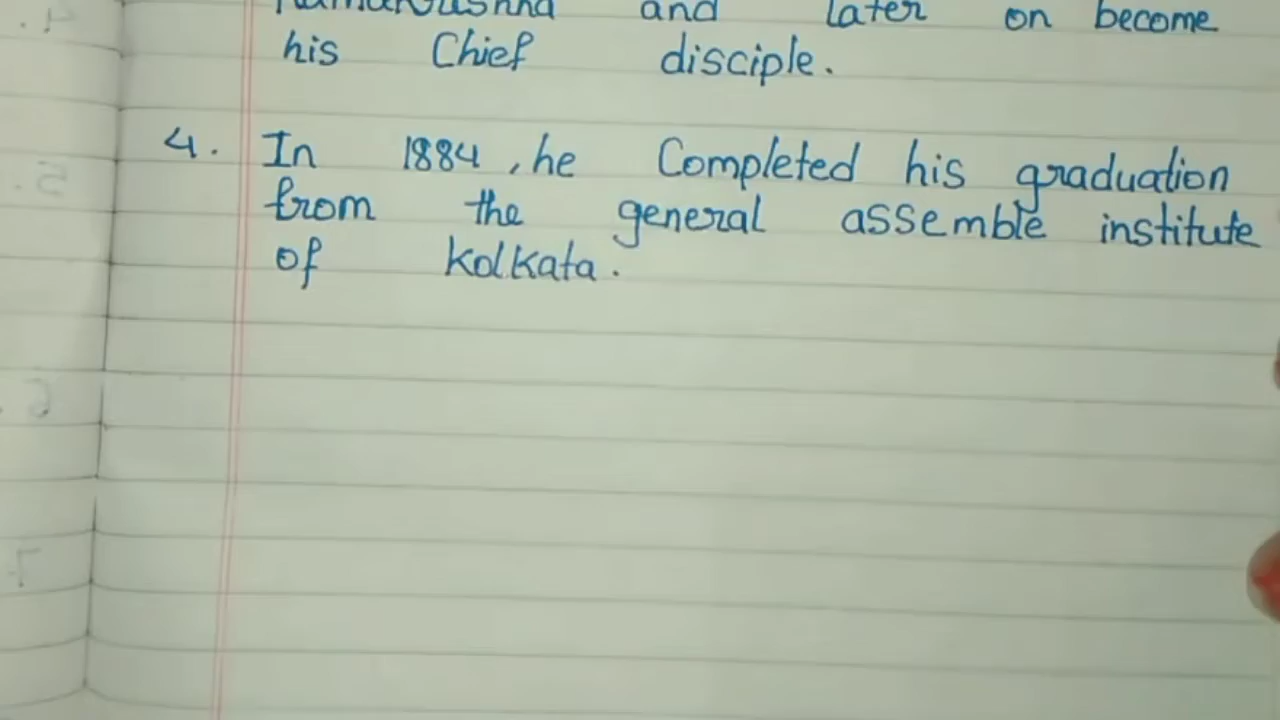 and later on become
his Chief disciple.
4. In 1884, he Completed his graduation
from the general assemble institute
of Kolkata.